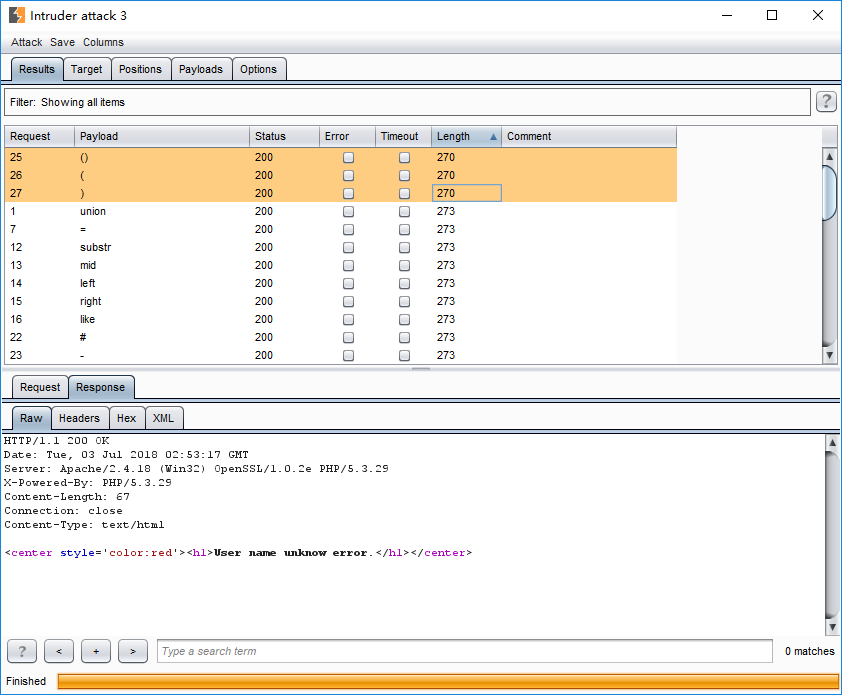 Intruder attack 3
Attack Save Columns
Results Target Positions Payloads Options
Filter: Showing all items ?
Request Payload Status Error Timeout Length Comment
25 () 200 270
26 ( 200 270
27 ) 200 270
1 union 200 273
7 = 200 273
12 substr 200 273
13 mid 200 273
14 left 200 273
15 right 200 273
16 like 200 273
22 # 200 273
23 - 200 273
Request Response
Raw Headers Hex XML
HTTP/1.1 200 OK
Date: Tue, 03 Jul 2018 02:53:17 GMT
Server: Apache/2.4.18 (Win32) OpenSSL/1.0.2e PHP/5.3.29
X-Powered-By: PHP/5.3.29
Content-Length: 67
Connection: close
Content-Type: text/html
<center style='color:red'><h1>User name unknow error.</h1></center>
? < + > Type a search term 0 matches
Finished